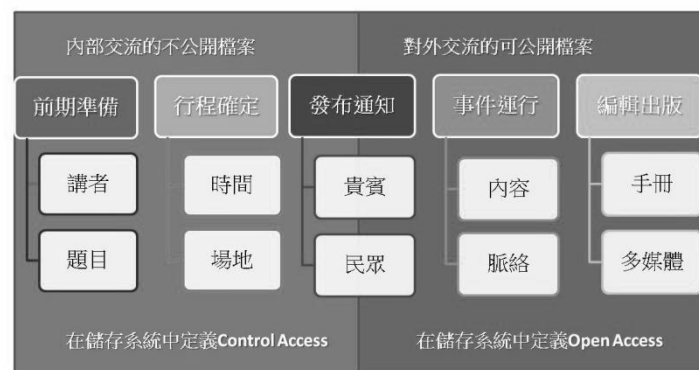 內部交流的不公開檔案 對外交流的可公開檔案
前期準備 行程確定 發布通知 事件運行 編輯出版
講者 時間 貴賓 內容 手冊
題目 場地 民眾 脈絡 多媒體
在儲存系統中定義Control Access 在儲存系統中定義Open Access